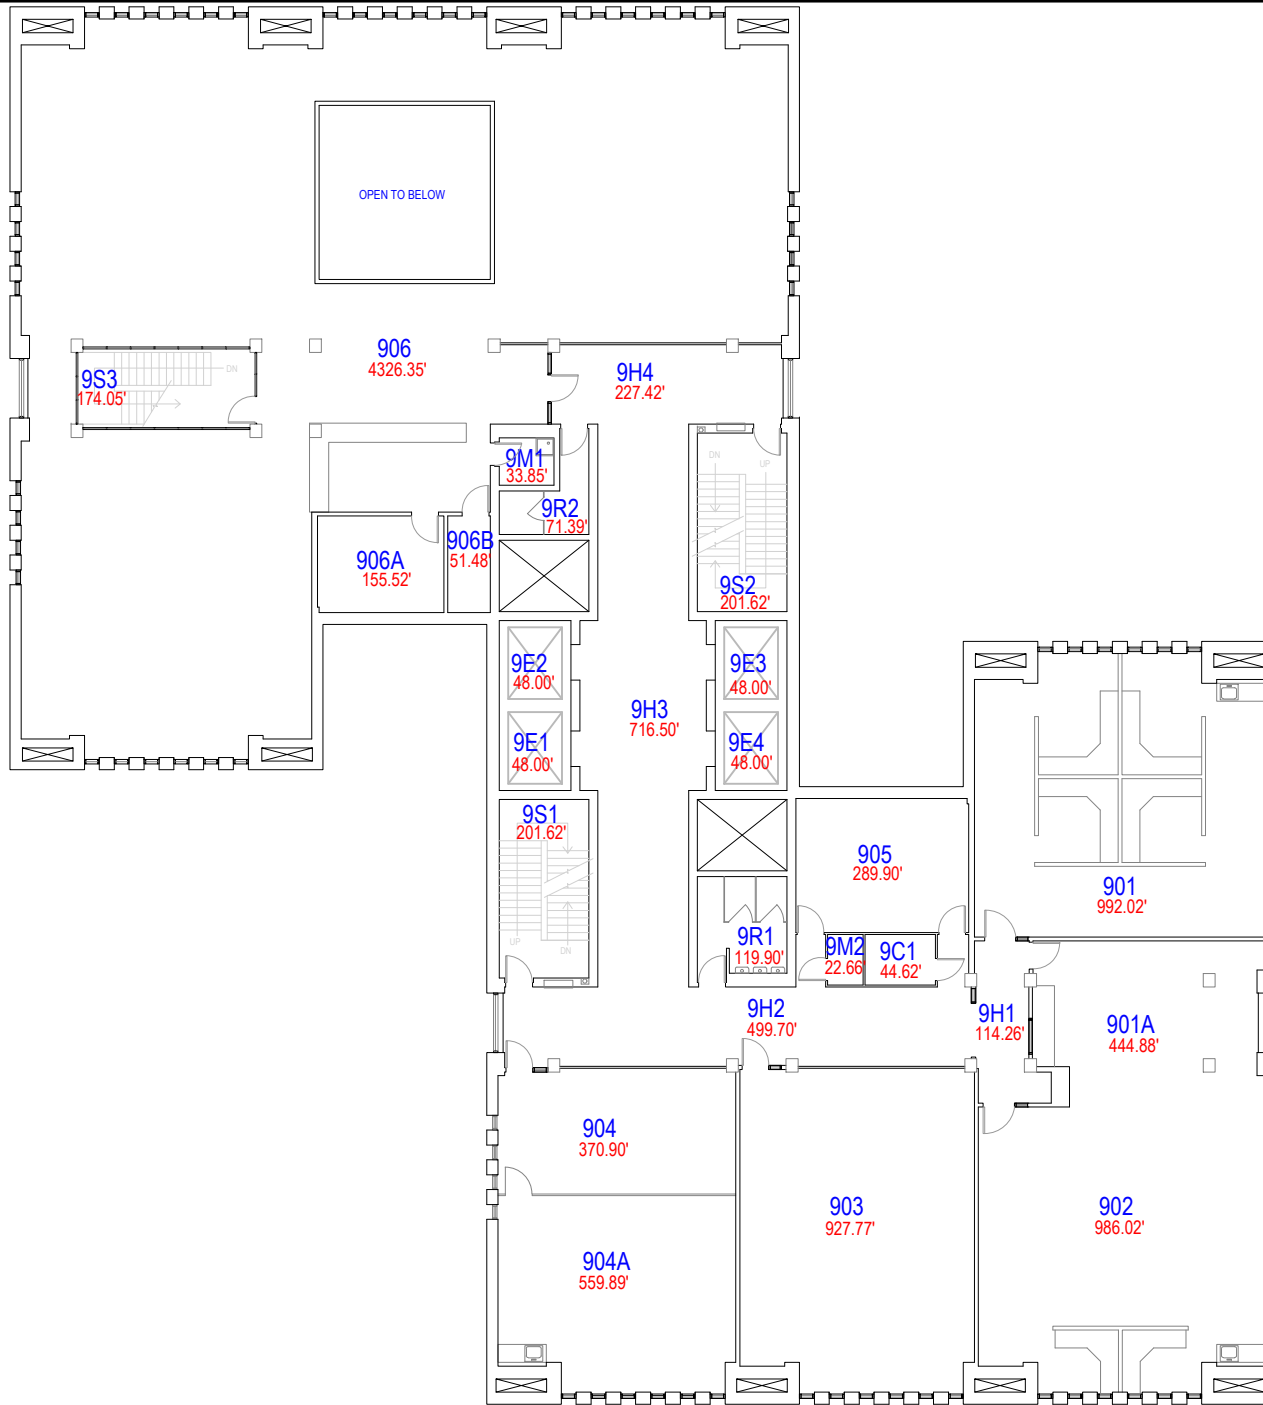 OPEN TO BELOW
906
4326.35'
9H4
227.42'
9S3
174.05'
DN
9M1
33.85'
DN
UP
9R2
71.39'
906B
51.48'
906A
155.52'
9S2
201.62'
9E2
48.00'
9E3
48.00'
9H3
716.50'
9E1
48.00'
9E4
48.00'
9S1
201.62'
905
289.90'
901
992.02'
UP
DN
9R1
119.90'
9M2
22.66'
9C1
44.62'
9H2
499.70'
9H1
114.26'
901A
444.88'
904
370.90'
903
927.77'
902
986.02'
904A
559.89'